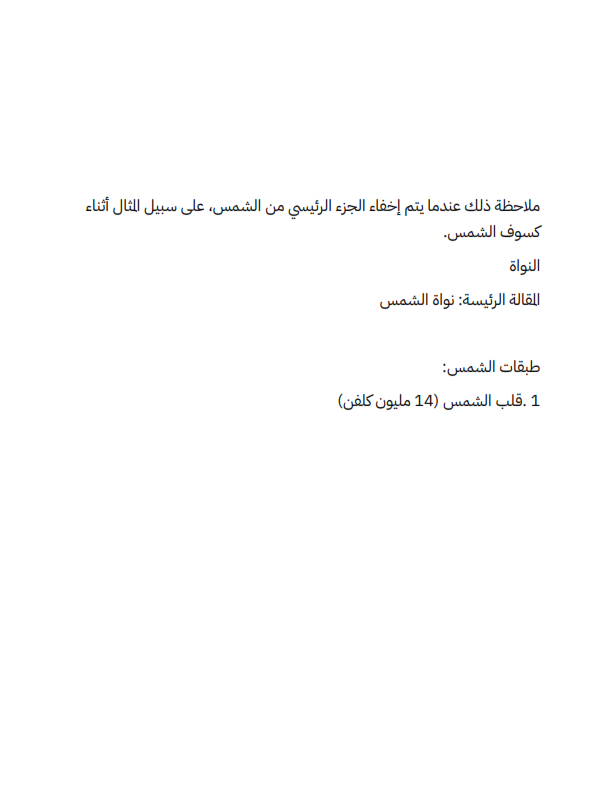 ملاحظة ذلك عندما يتم إخفاء الجزء الرئيسي من الشمس، على سبيل المثال أثناء
كسوف الشمس.
النواة
المقالة الرئيسة: نواة الشمس
طبقات الشمس:
1 .قلب الشمس (14 مليون كلفن)